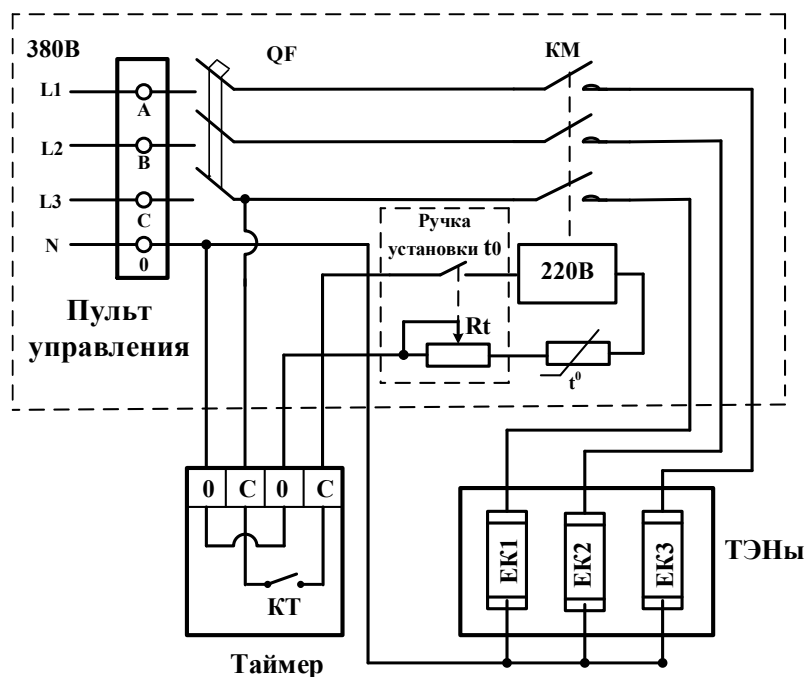 380В
QF
КМ
L1
А
L2
В
L3
С
N
0
Ручка
установки t0
220В
Rt
t⁰
Пульт
управления
0 С 0 С
КТ
Таймер
ЕК1
ЕК2
ЕК3
ТЭНы